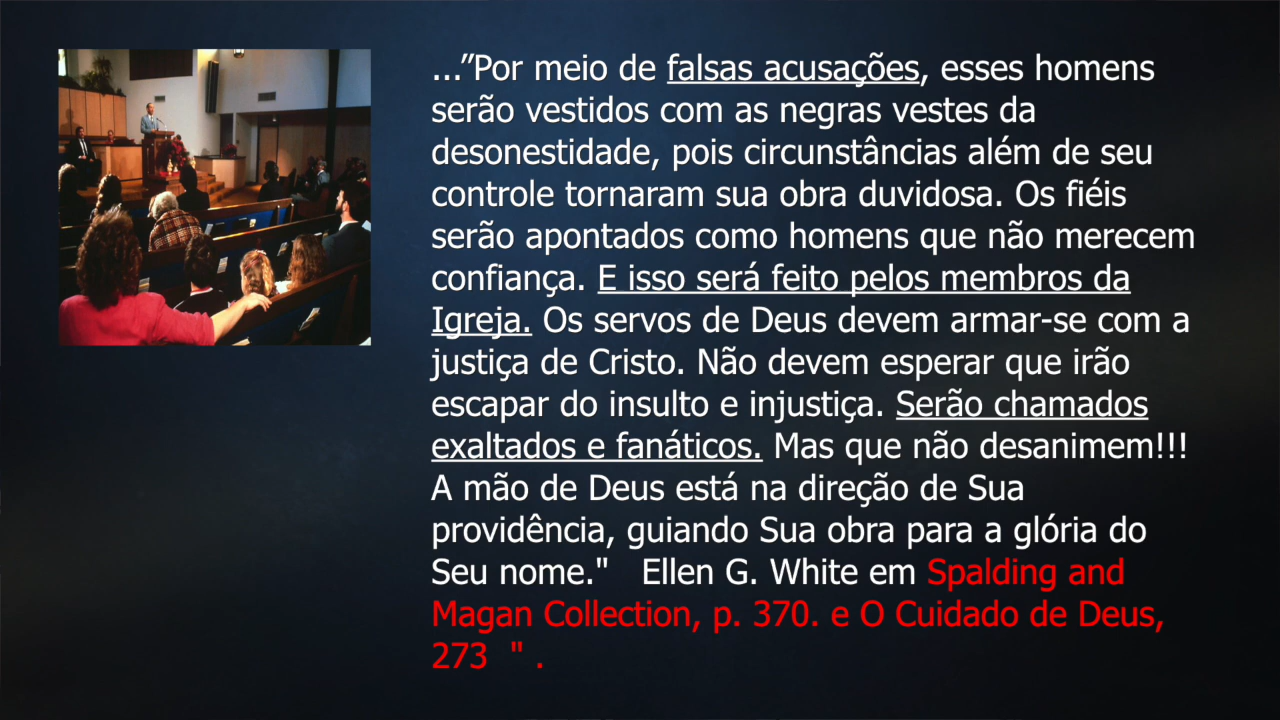 ...”Por meio de falsas acusações, esses homens
serão vestidos com as negras vestes da
desonestidade, pois circunstâncias além de seu
controle tornaram sua obra duvidosa. Os fiéis
serão apontados como homens que não merecem
confiança. E isso será feito pelos membros da
Igreja. Os servos de Deus devem armar-se com a
justiça de Cristo. Não devem esperar que irão
escapar do insulto e injustiça. Serão chamados
exaltados e fanáticos. Mas que não desanimem!!!
A mão de Deus está na direção de Sua
providência, guiando Sua obra para a glória do
Seu nome."   Ellen G. White em Spalding and
Magan Collection, p. 370. e O Cuidado de Deus,
273  " .